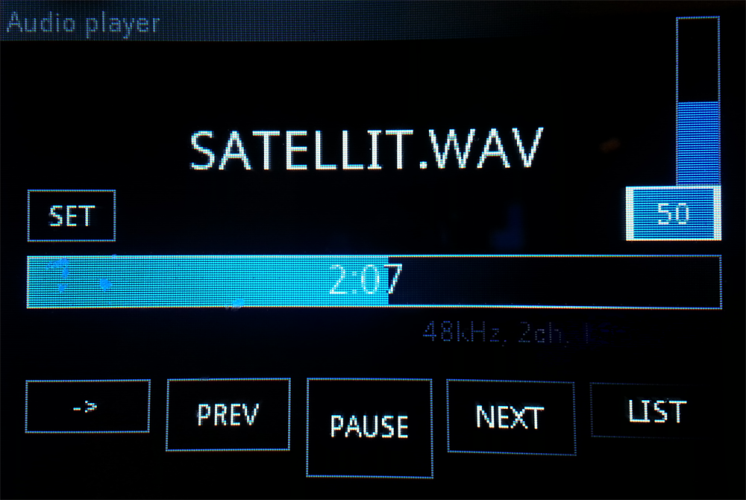 Audio player
SATELLIT.WAV
SET
50
2:07
48kHz, 2ch,
->
PREV
PAUSE
NEXT
LIST